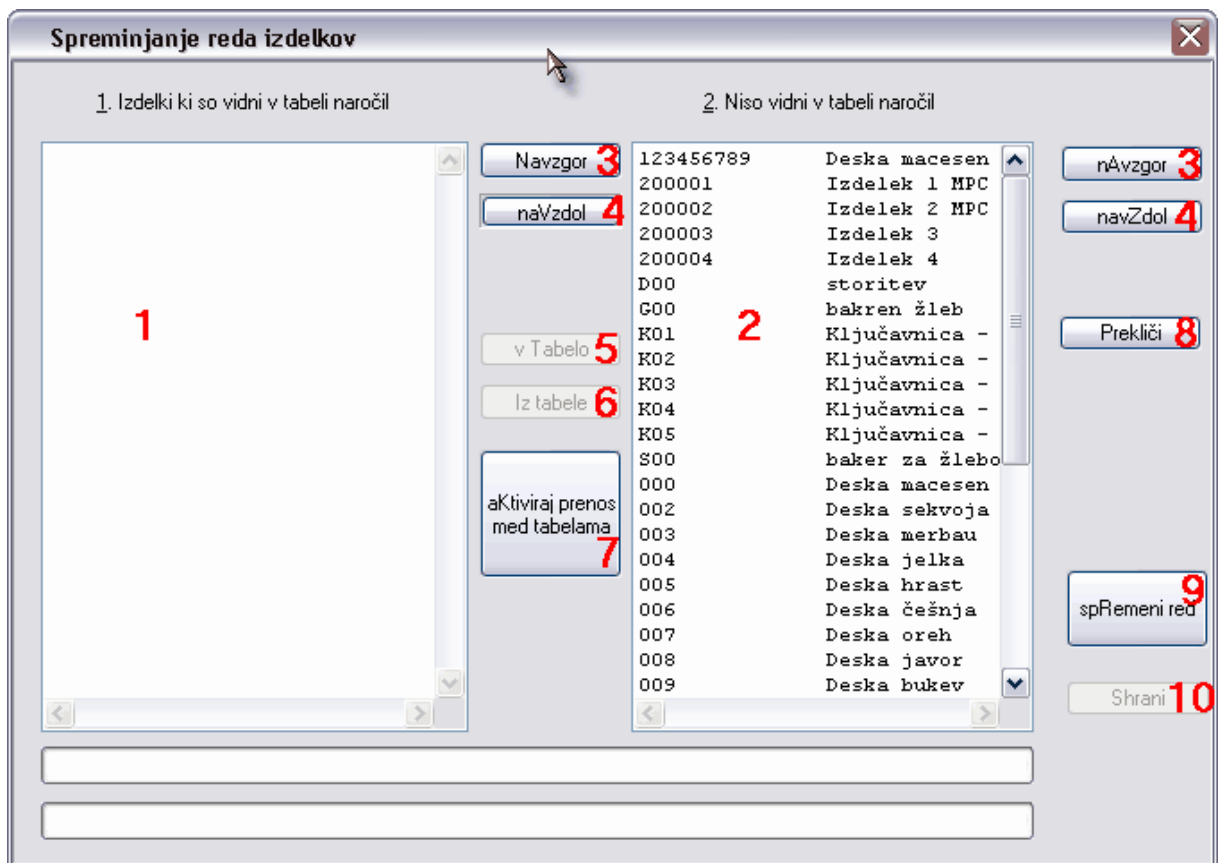 Spreminjanje reda izdelkov
1. Izdelki ki so vidni v tabeli naročil
2. Niso vidni v tabeli naročil
1
Navzgor 3
naVzdol 4
v Tabelo 5
Iz tabele 6
aKtiviraj prenos
med tabelama
7
2
123456789 Deska macesen
200001 Izdelek 1 MPC
200002 Izdelek 2 MPC
200003 Izdelek 3
200004 Izdelek 4
D00 storitev
G00 bakren žleb
K01 Ključavnica -
K02 Ključavnica -
K03 Ključavnica -
K04 Ključavnica -
K05 Ključavnica -
S00 baker za žlebo
000 Deska macesen
002 Deska sekvoja
003 Deska merbau
004 Deska jelka
005 Deska hrast
006 Deska češnja
007 Deska oreh
008 Deska javor
009 Deska bukev
nAvzgor 3
navZdol 4
Prekliči 8
9
spRemeni red
Shrani 10